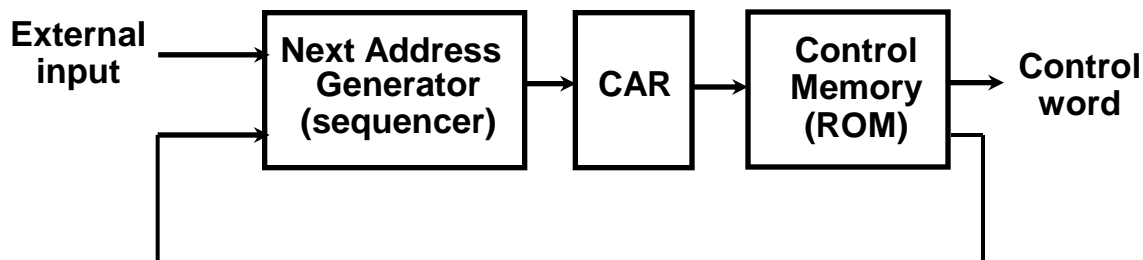 External
input
Next Address
Generator
(sequencer)
CAR
Control
Memory
(ROM)
Control
word